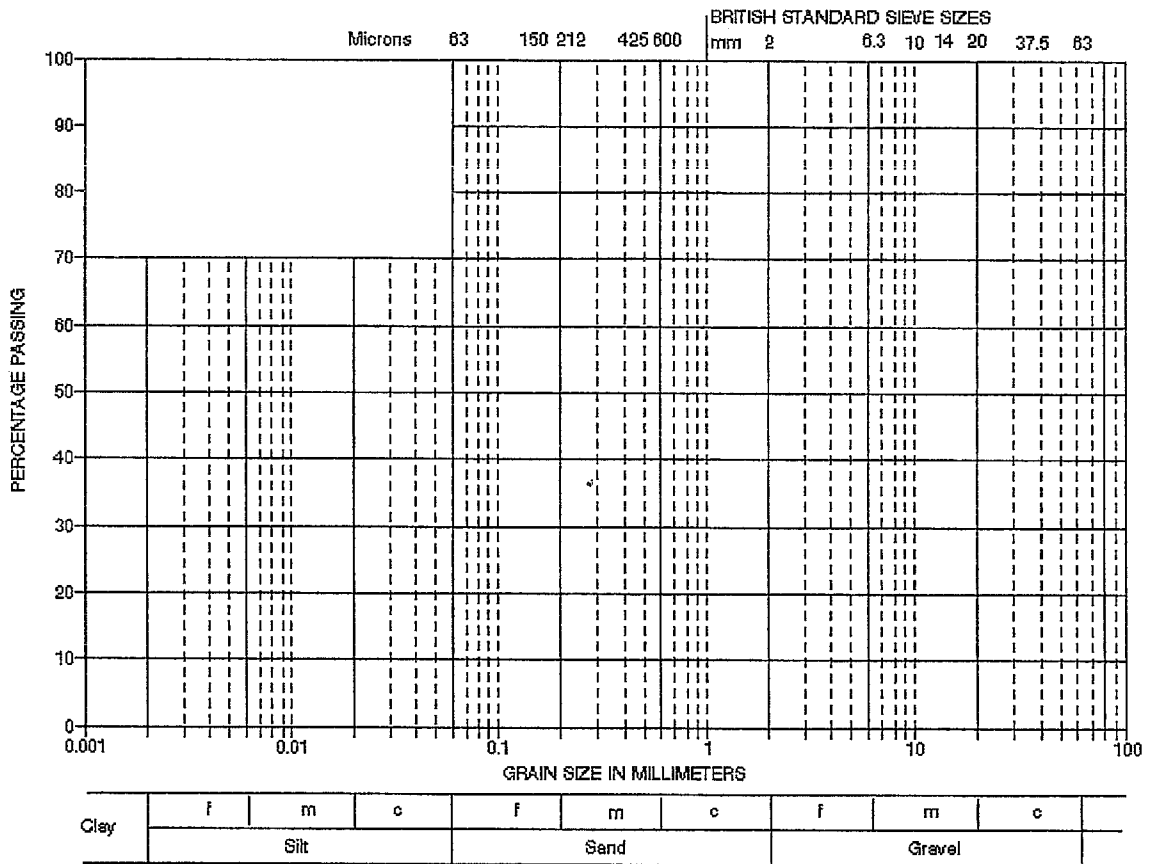 BRITISH STANDARD SIEVE SIZES
Microns 63 150 212 425 600 mm 2 6.3 10 14 20 37.5 63
100
90
80
70
60
50
40
30
20
10
0
PERCENTAGE PASSING
0.001 0.01 0.1 1 10 100
GRAIN SIZE IN MILLIMETERS
Clay f m c f m c f m c
Silt Sand Gravel